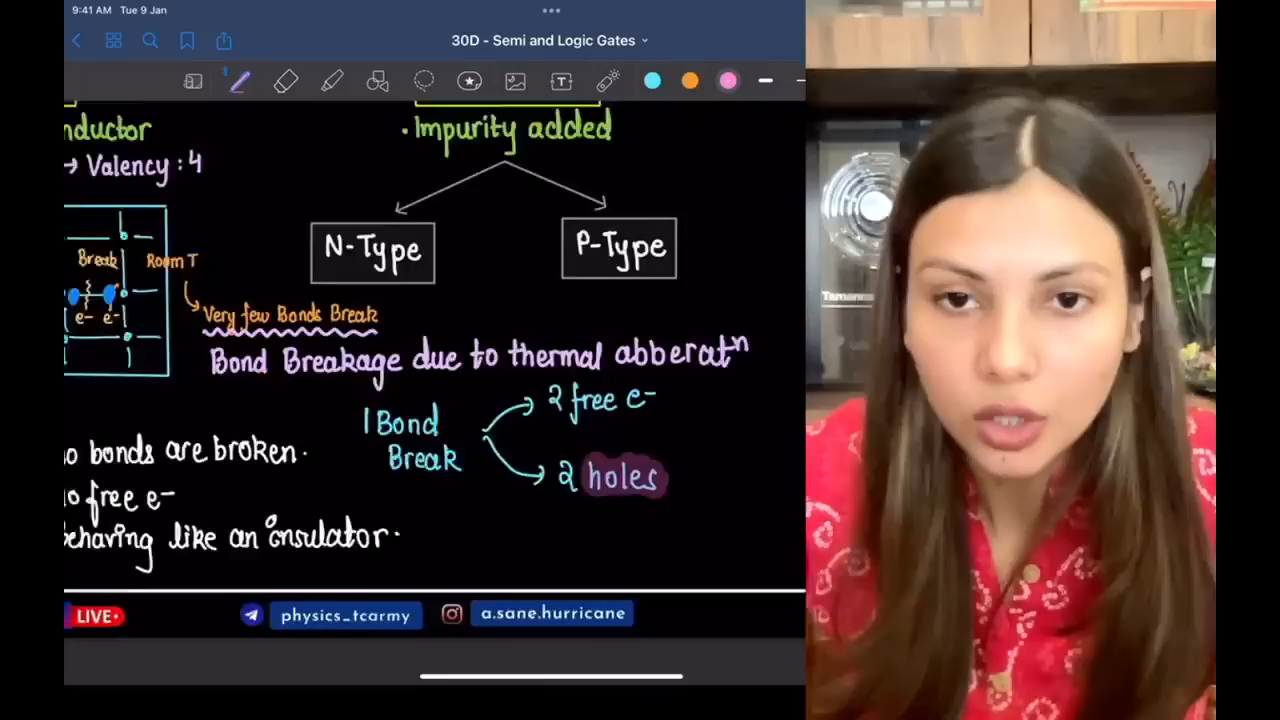 9:41 AM Tue 9 Jan
30D - Semi and Logic Gates
nductor
→ Valency : 4
· Impurity added
N-Type
P-Type
Break
Room T
e- e-
Very few Bonds Break
Bond Breakage due to thermal abberatⁿ
1 Bond Break
2 free e-
2 holes
o bonds are broken.
o free e-
ehaving like an insulator.
LIVE
physics_tcarmy
a.sane.hurricane